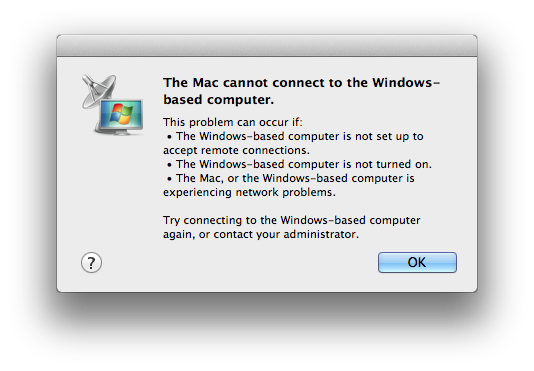 The Mac cannot connect to the Windows-
based computer.
This problem can occur if:
• The Windows-based computer is not set up to
accept remote connections.
• The Windows-based computer is not turned on.
• The Mac, or the Windows-based computer is
experiencing network problems.
Try connecting to the Windows-based computer
again, or contact your administrator.
?
OK